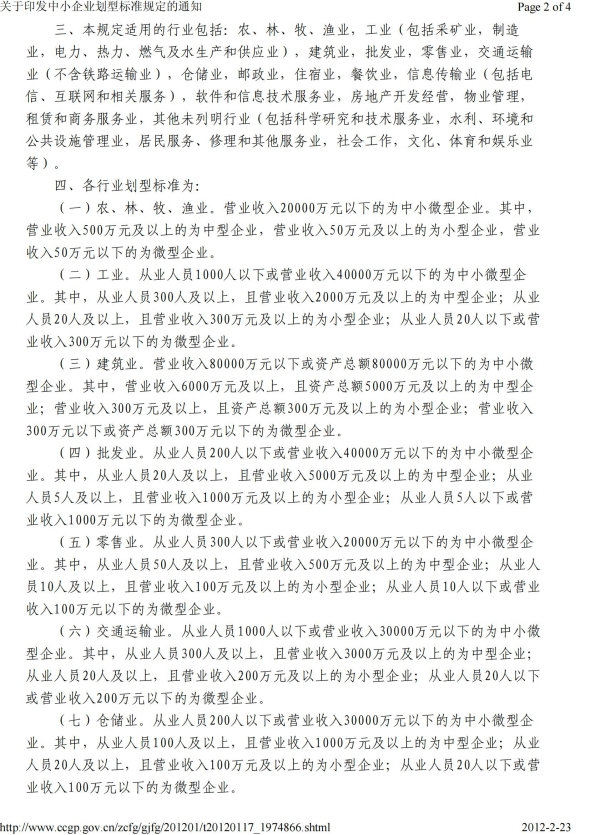 关于印发中小企业划型标准规定的通知
Page 2 of 4
三、本规定适用的行业包括：农、林、牧、渔业，工业（包括采矿业，制造
业，电力、热力、燃气及水生产和供应业），建筑业，批发业，零售业，交通运输
业（不含铁路运输业），仓储业，邮政业，住宿业，餐饮业，信息传输业（包括电
信、互联网和相关服务），软件和信息技术服务业，房地产开发经营，物业管理，
租赁和商务服务业，其他未列明行业（包括科学研究和技术服务业，水利、环境和
公共设施管理业，居民服务、修理和其他服务业，社会工作，文化、体育和娱乐业
等）。
四、各行业划型标准为：
（一）农、林、牧、渔业。营业收入20000万元以下的为中小微型企业。其中，
营业收入500万元及以上的为中型企业，营业收入50万元及以上的为小型企业，营业
收入50万元以下的为微型企业。
（二）工业。从业人员1000人以下或营业收入40000万元以下的为中小微型企
业。其中，从业人员300人及以上，且营业收入2000万元及以上的为中型企业；从业
人员20人及以上，且营业收入300万元及以上的为小型企业；从业人员20人以下或营
业收入300万元以下的为微型企业。
（三）建筑业。营业收入80000万元以下或资产总额80000万元以下的为中小微
型企业。其中，营业收入6000万元及以上，且资产总额5000万元及以上的为中型企
业；营业收入300万元及以上，且资产总额300万元及以上的为小型企业；营业收入
300万元以下或资产总额300万元以下的为微型企业。
（四）批发业。从业人员200人以下或营业收入40000万元以下的为中小微型企
业。其中，从业人员20人及以上，且营业收入5000万元及以上的为中型企业；从业
人员5人及以上，且营业收入1000万元及以上的为小型企业；从业人员5人以下或营
业收入1000万元以下的为微型企业。
（五）零售业。从业人员300人以下或营业收入20000万元以下的为中小微型企
业。其中，从业人员50人及以上，且营业收入500万元及以上的为中型企业；从业人
员10人及以上，且营业收入100万元及以上的为小型企业；从业人员10人以下或营业
收入100万元以下的为微型企业。
（六）交通运输业。从业人员1000人以下或营业收入30000万元以下的为中小微
型企业。其中，从业人员300人及以上，且营业收入3000万元及以上的为中型企业；
从业人员20人及以上，且营业收入200万元及以上的为小型企业；从业人员20人以下
或营业收入200万元以下的为微型企业。
（七）仓储业。从业人员200人以下或营业收入30000万元以下的为中小微型企
业。其中，从业人员100人及以上，且营业收入1000万元及以上的为中型企业；从业
人员20人及以上，且营业收入100万元及以上的为小型企业；从业人员20人以下或营
业收入100万元以下的为微型企业。
http://www.ccgp.gov.cn/zcfg/gjfg/201201/t20120117_1974866.shtml
2012-2-23